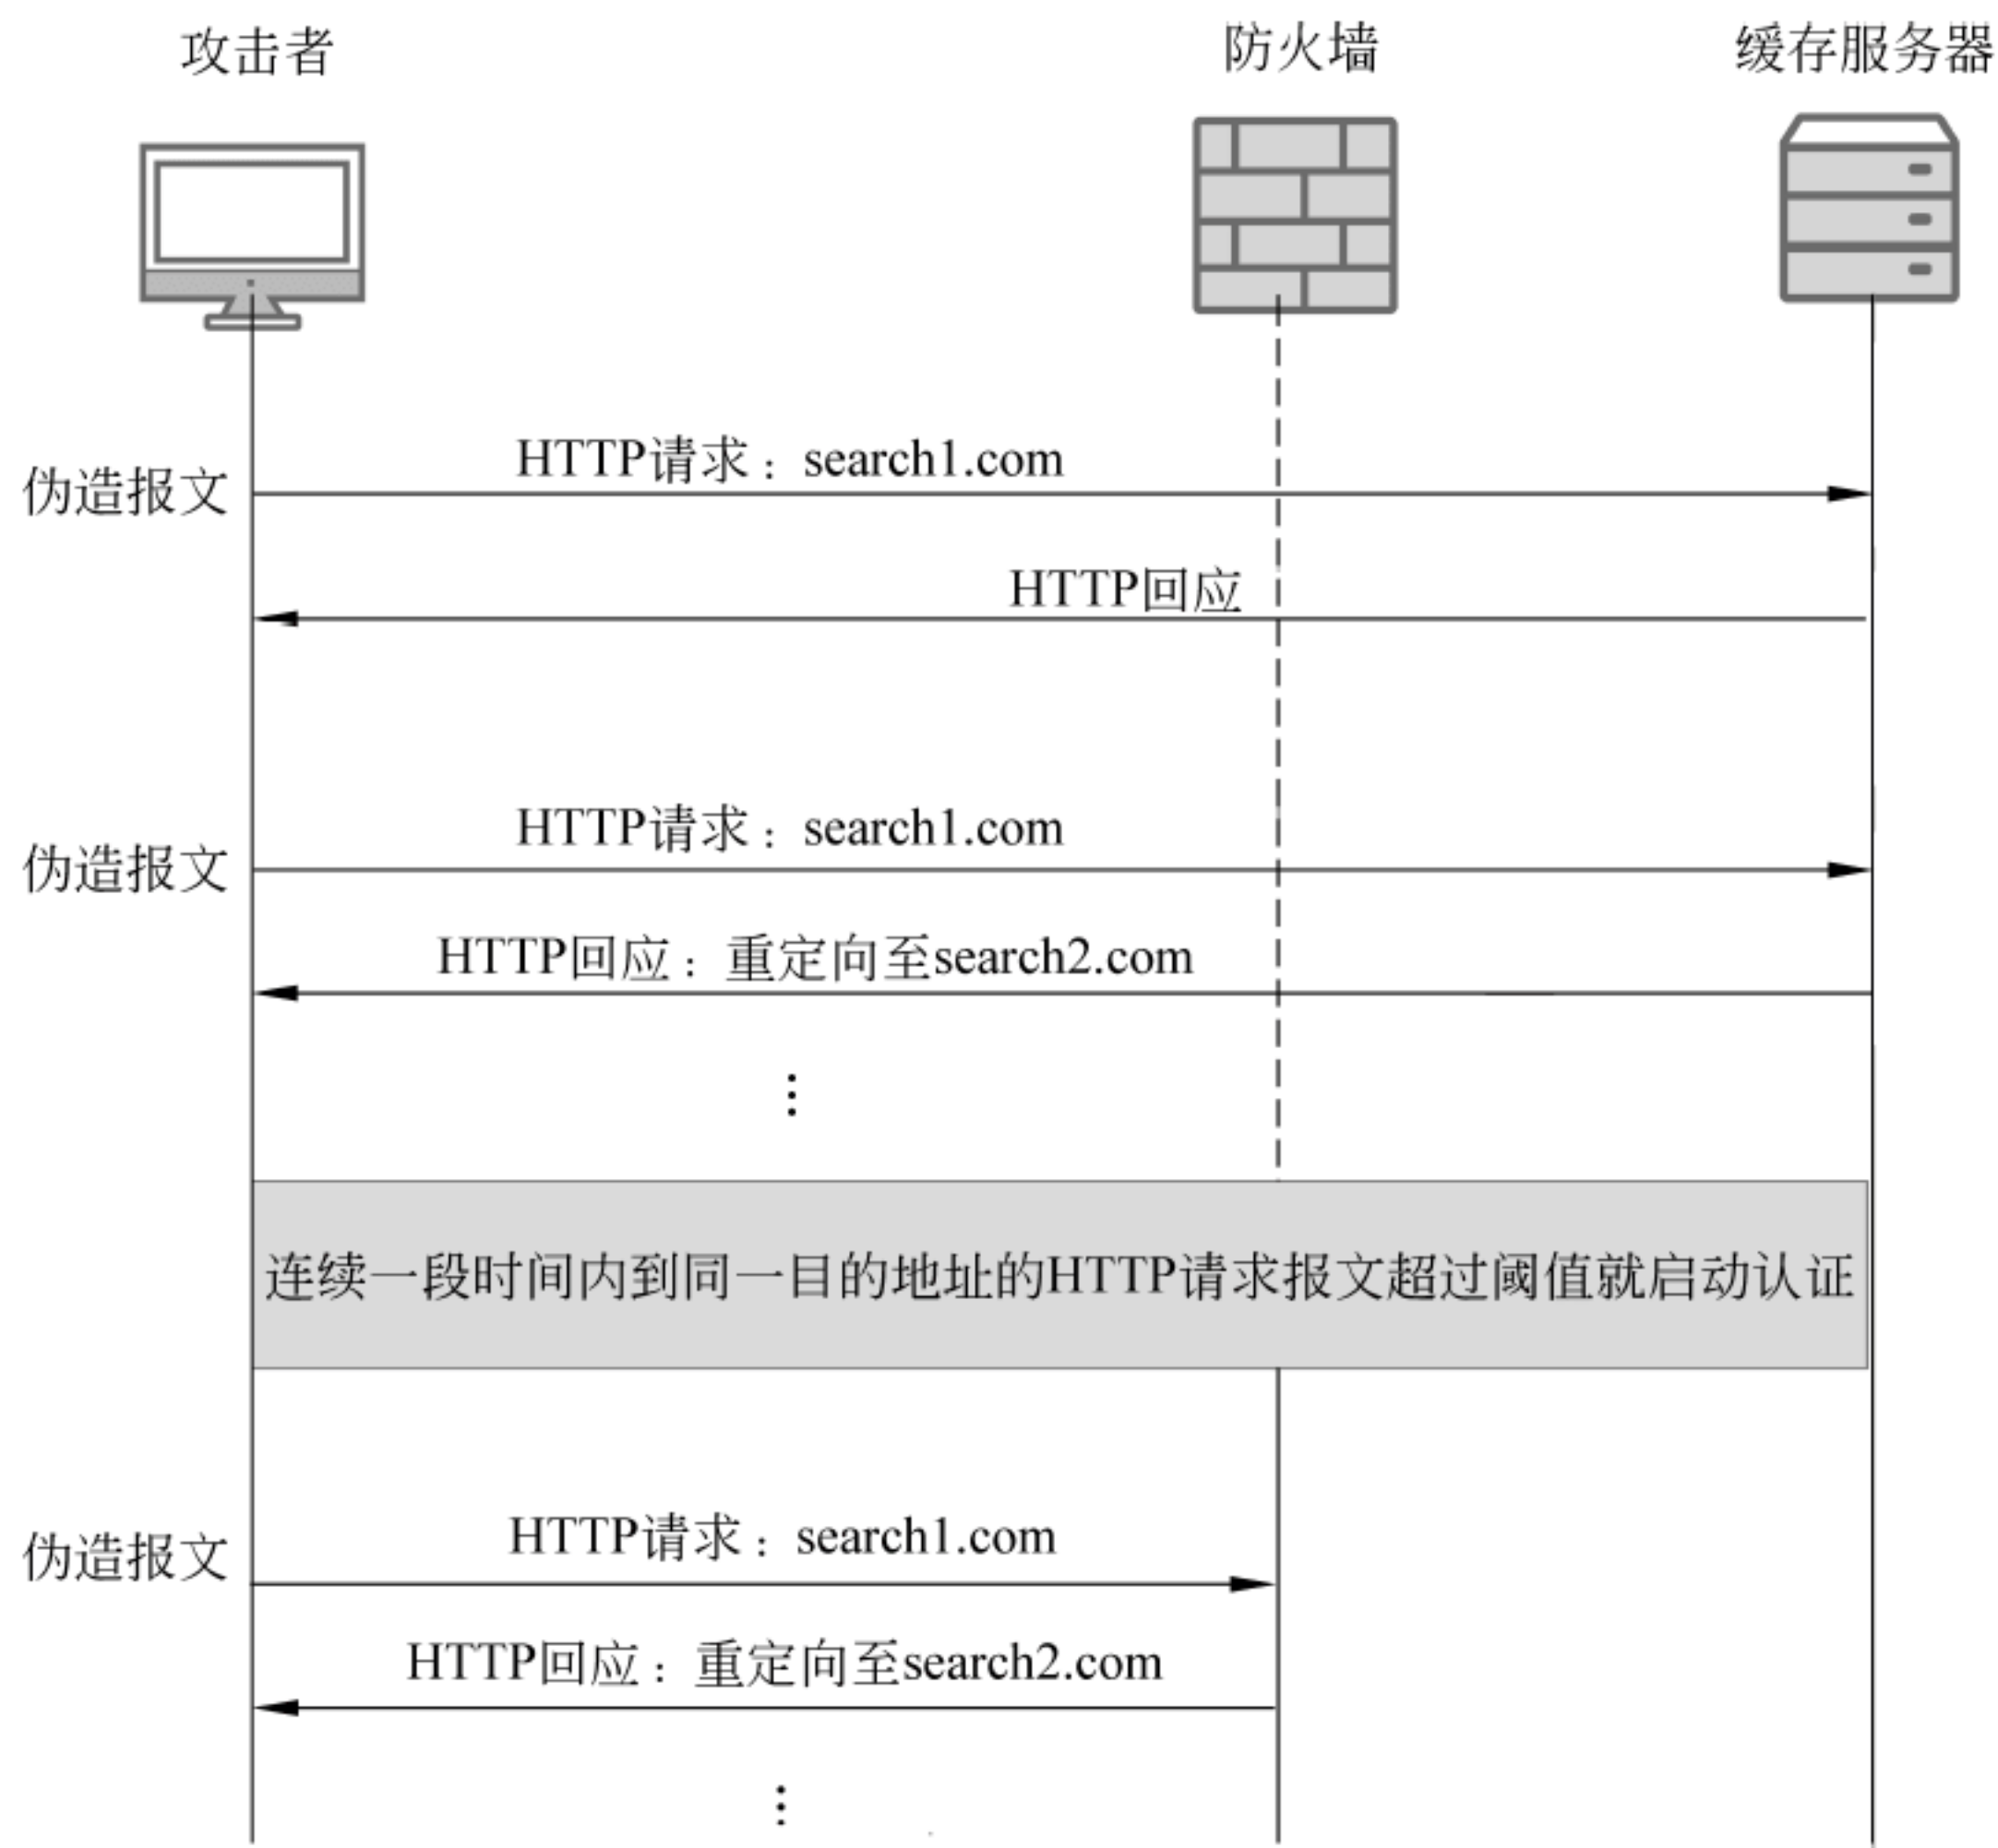 攻击者
防火墙
缓存服务器
HTTP请求：search1.com
伪造报文
HTTP回应
HTTP请求：search1.com
伪造报文
HTTP回应：重定向至search2.com
连续一段时间内到同一目的地址的HTTP请求报文超过阈值就启动认证
HTTP请求：search1.com
伪造报文
HTTP回应：重定向至search2.com